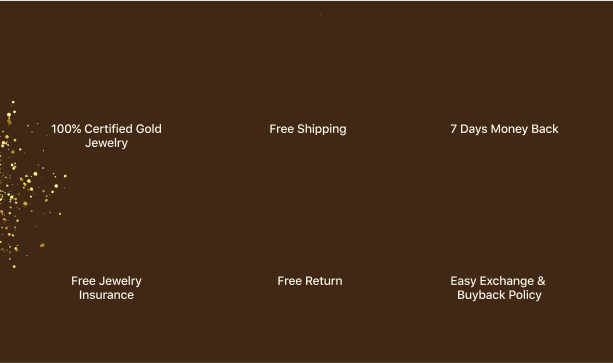 100% Certified Gold
Jewelry
Free Shipping
7 Days Money Back
Free Jewelry
Insurance
Free Return
Easy Exchange &
Buyback Policy